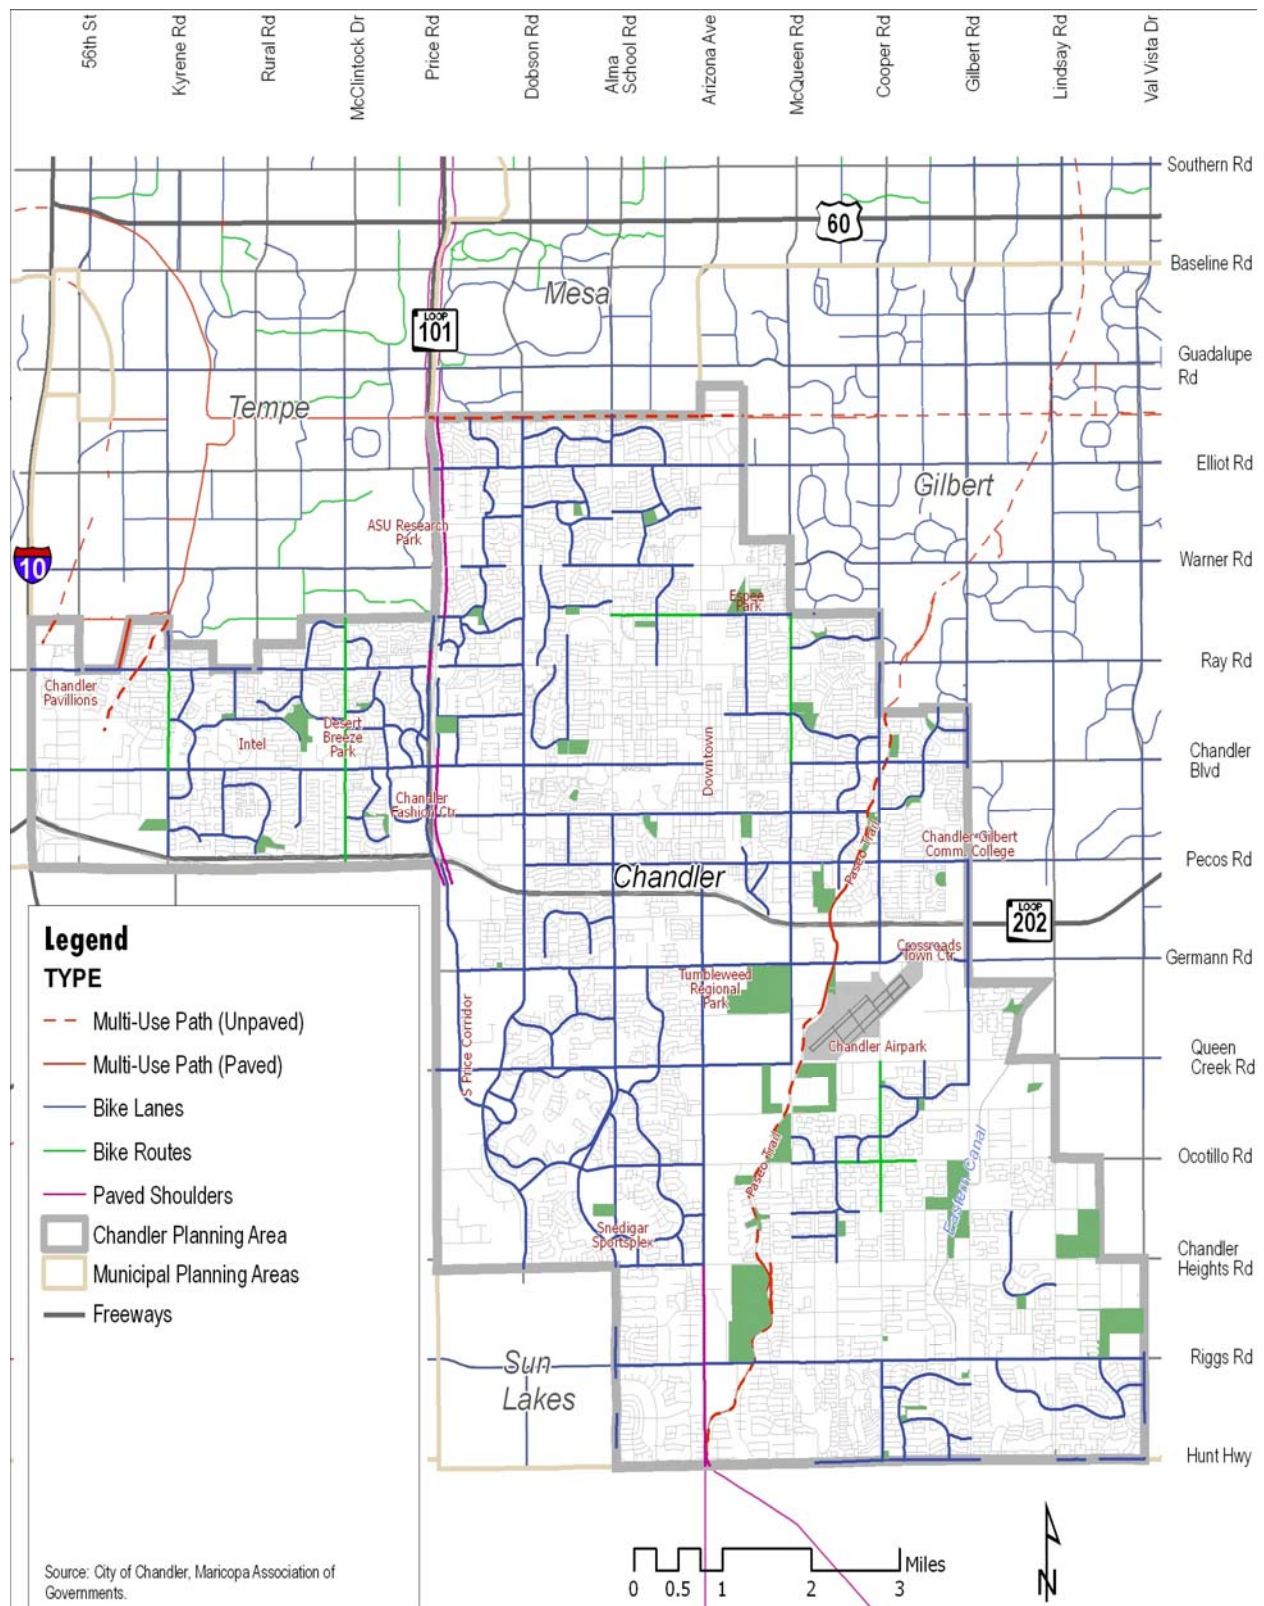 56th St
Kyrene Rd
Rural Rd
McClintock Dr
Price Rd
Dobson Rd
Alma
School Rd
Arizona Ave
McQueen Rd
Cooper Rd
Gilbert Rd
Lindsay Rd
Val Vista Dr
Southern Rd
60
Baseline Rd
Mesa
LOOP
101
Guadalupe
Rd
Tempe
Elliot Rd
Gilbert
ASU Research
Park
Warner Rd
10
Espee
Park
Ray Rd
Chandler
Pavillions
Desert
Breeze
Park
Intel
Downtown
Chandler
Blvd
Chandler
Fashion Ctr
Paseo Trail
Chandler-Gilbert
Comm. College
Pecos Rd
Chandler
LOOP
202
Crossroads
Town Ctr
Germann Rd
Tumbleweed
Regional
Park
S Price Corridor
Chandler Airpark
Queen
Creek Rd
Paseo Trail
Eastern Canal
Ocotillo Rd
Snedigar
Sportsplex
Chandler
Heights Rd
Sun
Lakes
Riggs Rd
Hunt Hwy
Legend
TYPE
Multi-Use Path (Unpaved)
Multi-Use Path (Paved)
Bike Lanes
Bike Routes
Paved Shoulders
Chandler Planning Area
Municipal Planning Areas
Freeways
Source: City of Chandler, Maricopa Association of
Governments.
Miles
0 0.5 1 2 3
N